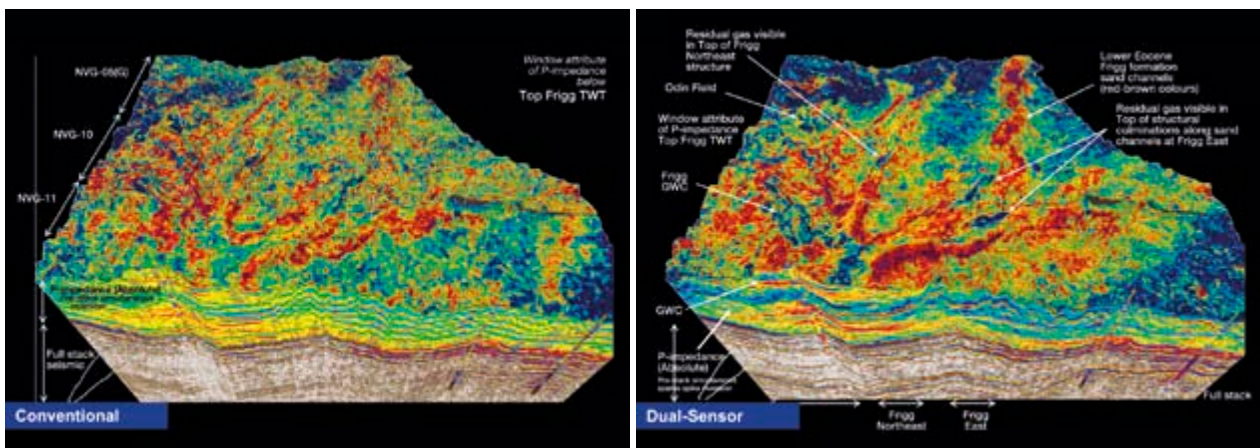 NVG-05(G)
NVG-10
NVG-11
Window attribute
of P-impedance
below
Top Frigg TWT
P-impedance (Absolute)
Full stack
seismic
Conventional
Residual gas visible
in Top of Frigg
Northeast
structure
Odin Field
Window attribute of
P-impedance
Top Frigg TWT
Frigg
GWC
Lower Eocene
Frigg formation
sand channels
(red-brown colours)
Residual gas visible in
Top of structural
culminations along sand
channels at Frigg East
GWC
P-impedance
(Absolute)
Full stack
Frigg
Northeast
Frigg
East
Dual-Sensor